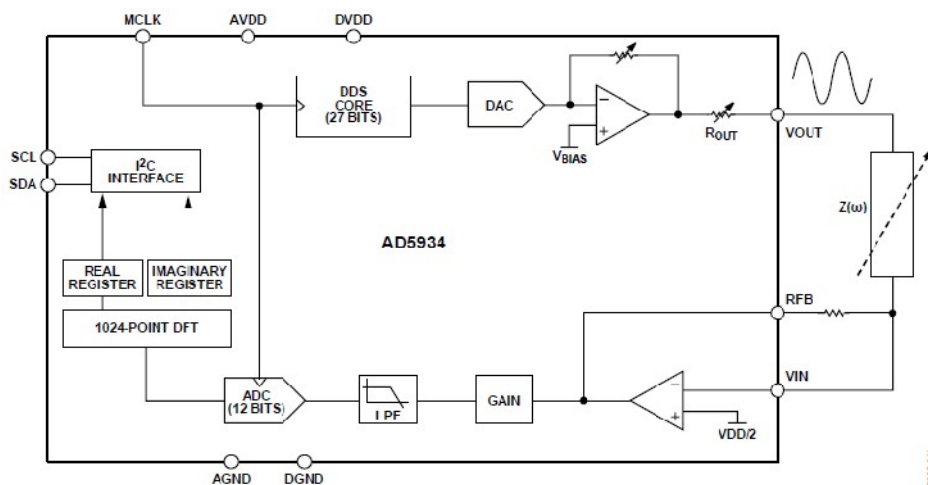 MCLK
AVDD
DVDD
DDS
CORE
(27 BITS)
DAC
VBIAS
ROUT
VOUT
SCL
SDA
I2C
INTERFACE
Z(ω)
AD5934
REAL
REGISTER
IMAGINARY
REGISTER
1024-POINT DFT
RFB
ADC
(12 BITS)
LPF
GAIN
VIN
VDD/2
AGND
DGND